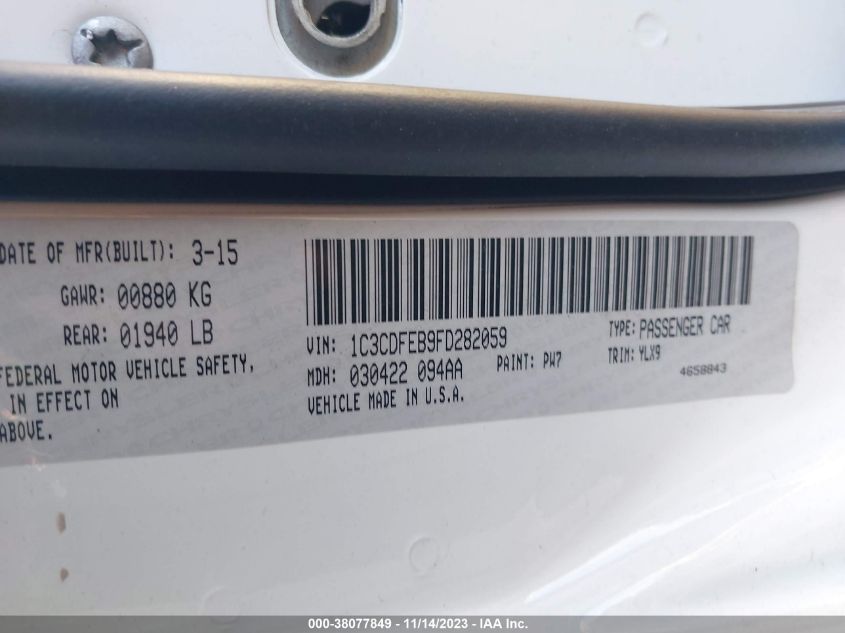 DATE OF MFR(BUILT): 3-15
GAWR: 00880 KG
REAR: 01940 LB
FEDERAL MOTOR VEHICLE SAFETY,
IN EFFECT ON
ABOVE.
VIN: 1C3CDFEB9FD282059
TYPE: PASSENGER CAR
MDH: 030422 094AA
PAINT: PW7
TRIM: YLX9
VEHICLE MADE IN U.S.A.
4658843
000-38077849 - 11/14/2023 - IAA Inc.